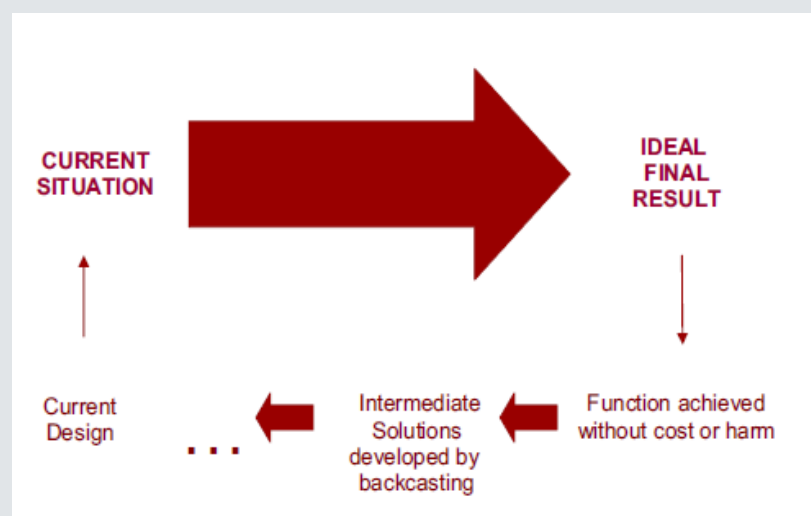 CURRENT
SITUATION
IDEAL
FINAL
RESULT
Current
Design
...
Intermediate
Solutions
developed by
backcasting
Function achieved
without cost or harm